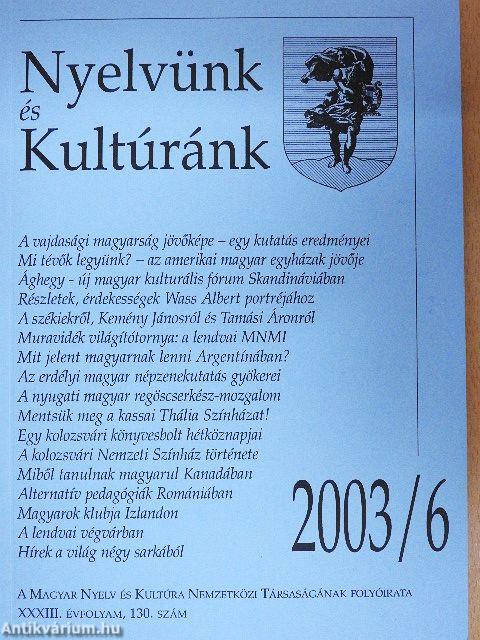 Nyelvünk
és
Kultúránk
A vajdasági magyarság jövőképe – egy kutatás eredményei
Mi tévők legyünk? – az amerikai magyar egyházak jövője
Ághegy - új magyar kulturális fórum Skandináviában
Részletek, érdekességek Wass Albert portréjához
A székiekről, Kemény Jánosról és Tamási Áronról
Muravidék világítótornya: a lendvai MNMI
Mit jelent magyarnak lenni Argentínában?
Az erdélyi magyar népzenekutatás gyökerei
A nyugati magyar regöscserkész-mozgalom
Mentsük meg a kassai Thália Színházat!
Egy kolozsvári könyvesbolt hétköznapjai
A kolozsvári Nemzeti Színház története
Miből tanulnak magyarul Kanadában
Alternatív pedagógiák Romániában
Magyarok klubja Izlandon
A lendvai végvárban
Hírek a világ négy sarkából
2003/6
A MAGYAR NYELV ÉS KULTÚRA NEMZETKÖZI TÁRSASÁGÁNAK FOLYÓIRATA
XXXIII. ÉVFOLYAM, 130. SZÁM
Antikvárium.hu